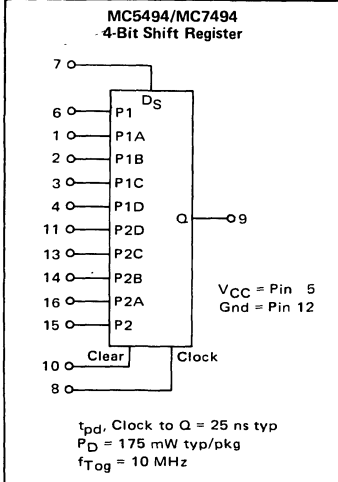 MC5494/MC7494
4-Bit Shift Register
7
DS
6 P1
1 P1A
2 P1B
3 P1C
4 P1D
11 P2D
Q 9
13 P2C
14 P2B
16 P2A
15 P2
VCC = Pin 5
Gnd = Pin 12
10 Clear Clock
8
tpd, Clock to Q = 25 ns typ
PD = 175 mW typ/pkg
fTog = 10 MHz